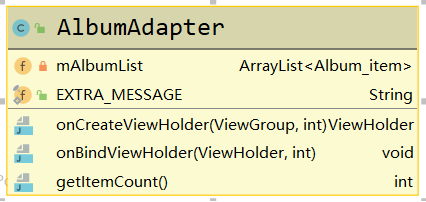 AlbumAdapter
mAlbumList ArrayList<Album_item>
EXTRA_MESSAGE String
onCreateViewHolder(ViewGroup, int)ViewHolder
onBindViewHolder(ViewHolder, int) void
getItemCount() int